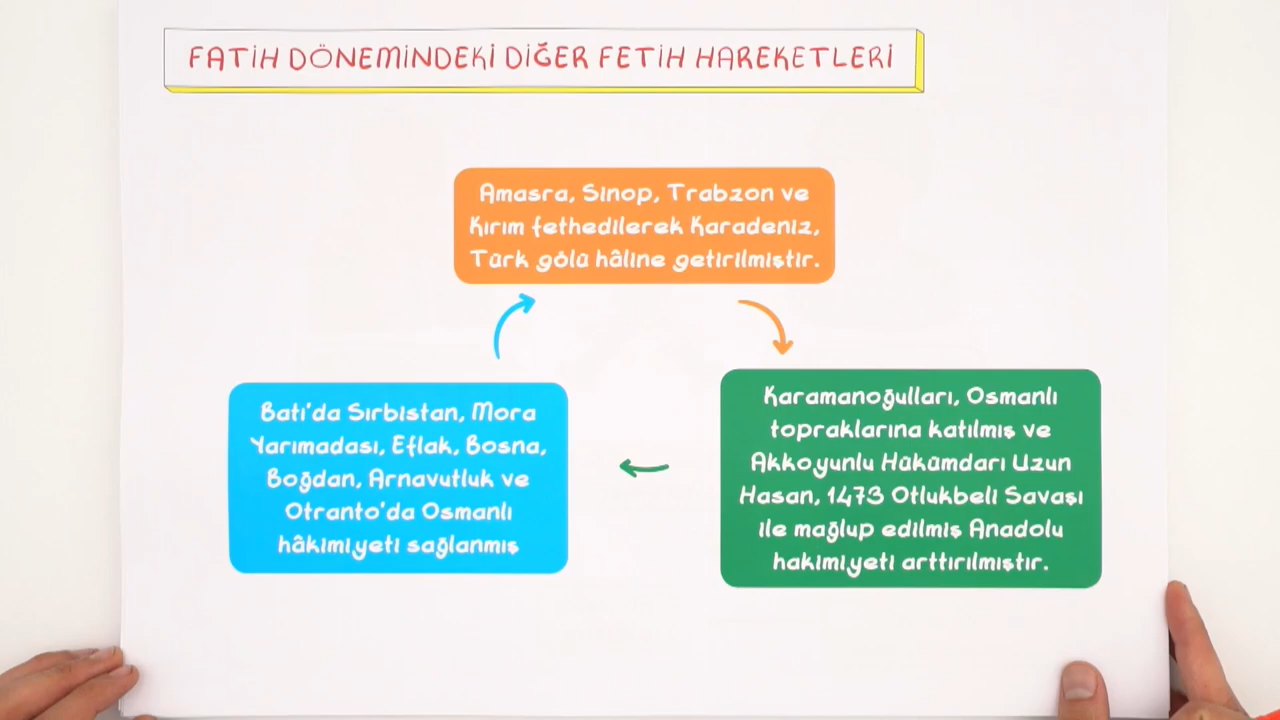 FATİH DÖNEMİNDEKİ DİĞER FETİH HAREKETLERİ
Amasra, Sinop, Trabzon ve
Kırım fethedilerek Karadeniz,
Türk gölü hâline getirilmiştir.
Karamanoğulları, Osmanlı
topraklarına katılmış ve
Akkoyunlu Hükümdarı Uzun
Hasan, 1473 Otlukbeli Savaşı
ile mağlup edilmiş Anadolu
hakimiyeti arttırılmıştır.
Batı'da Sırbistan, Mora
Yarımadası, Eflak, Bosna,
Boğdan, Arnavutluk ve
Otranto'da Osmanlı
hâkimiyeti sağlanmış